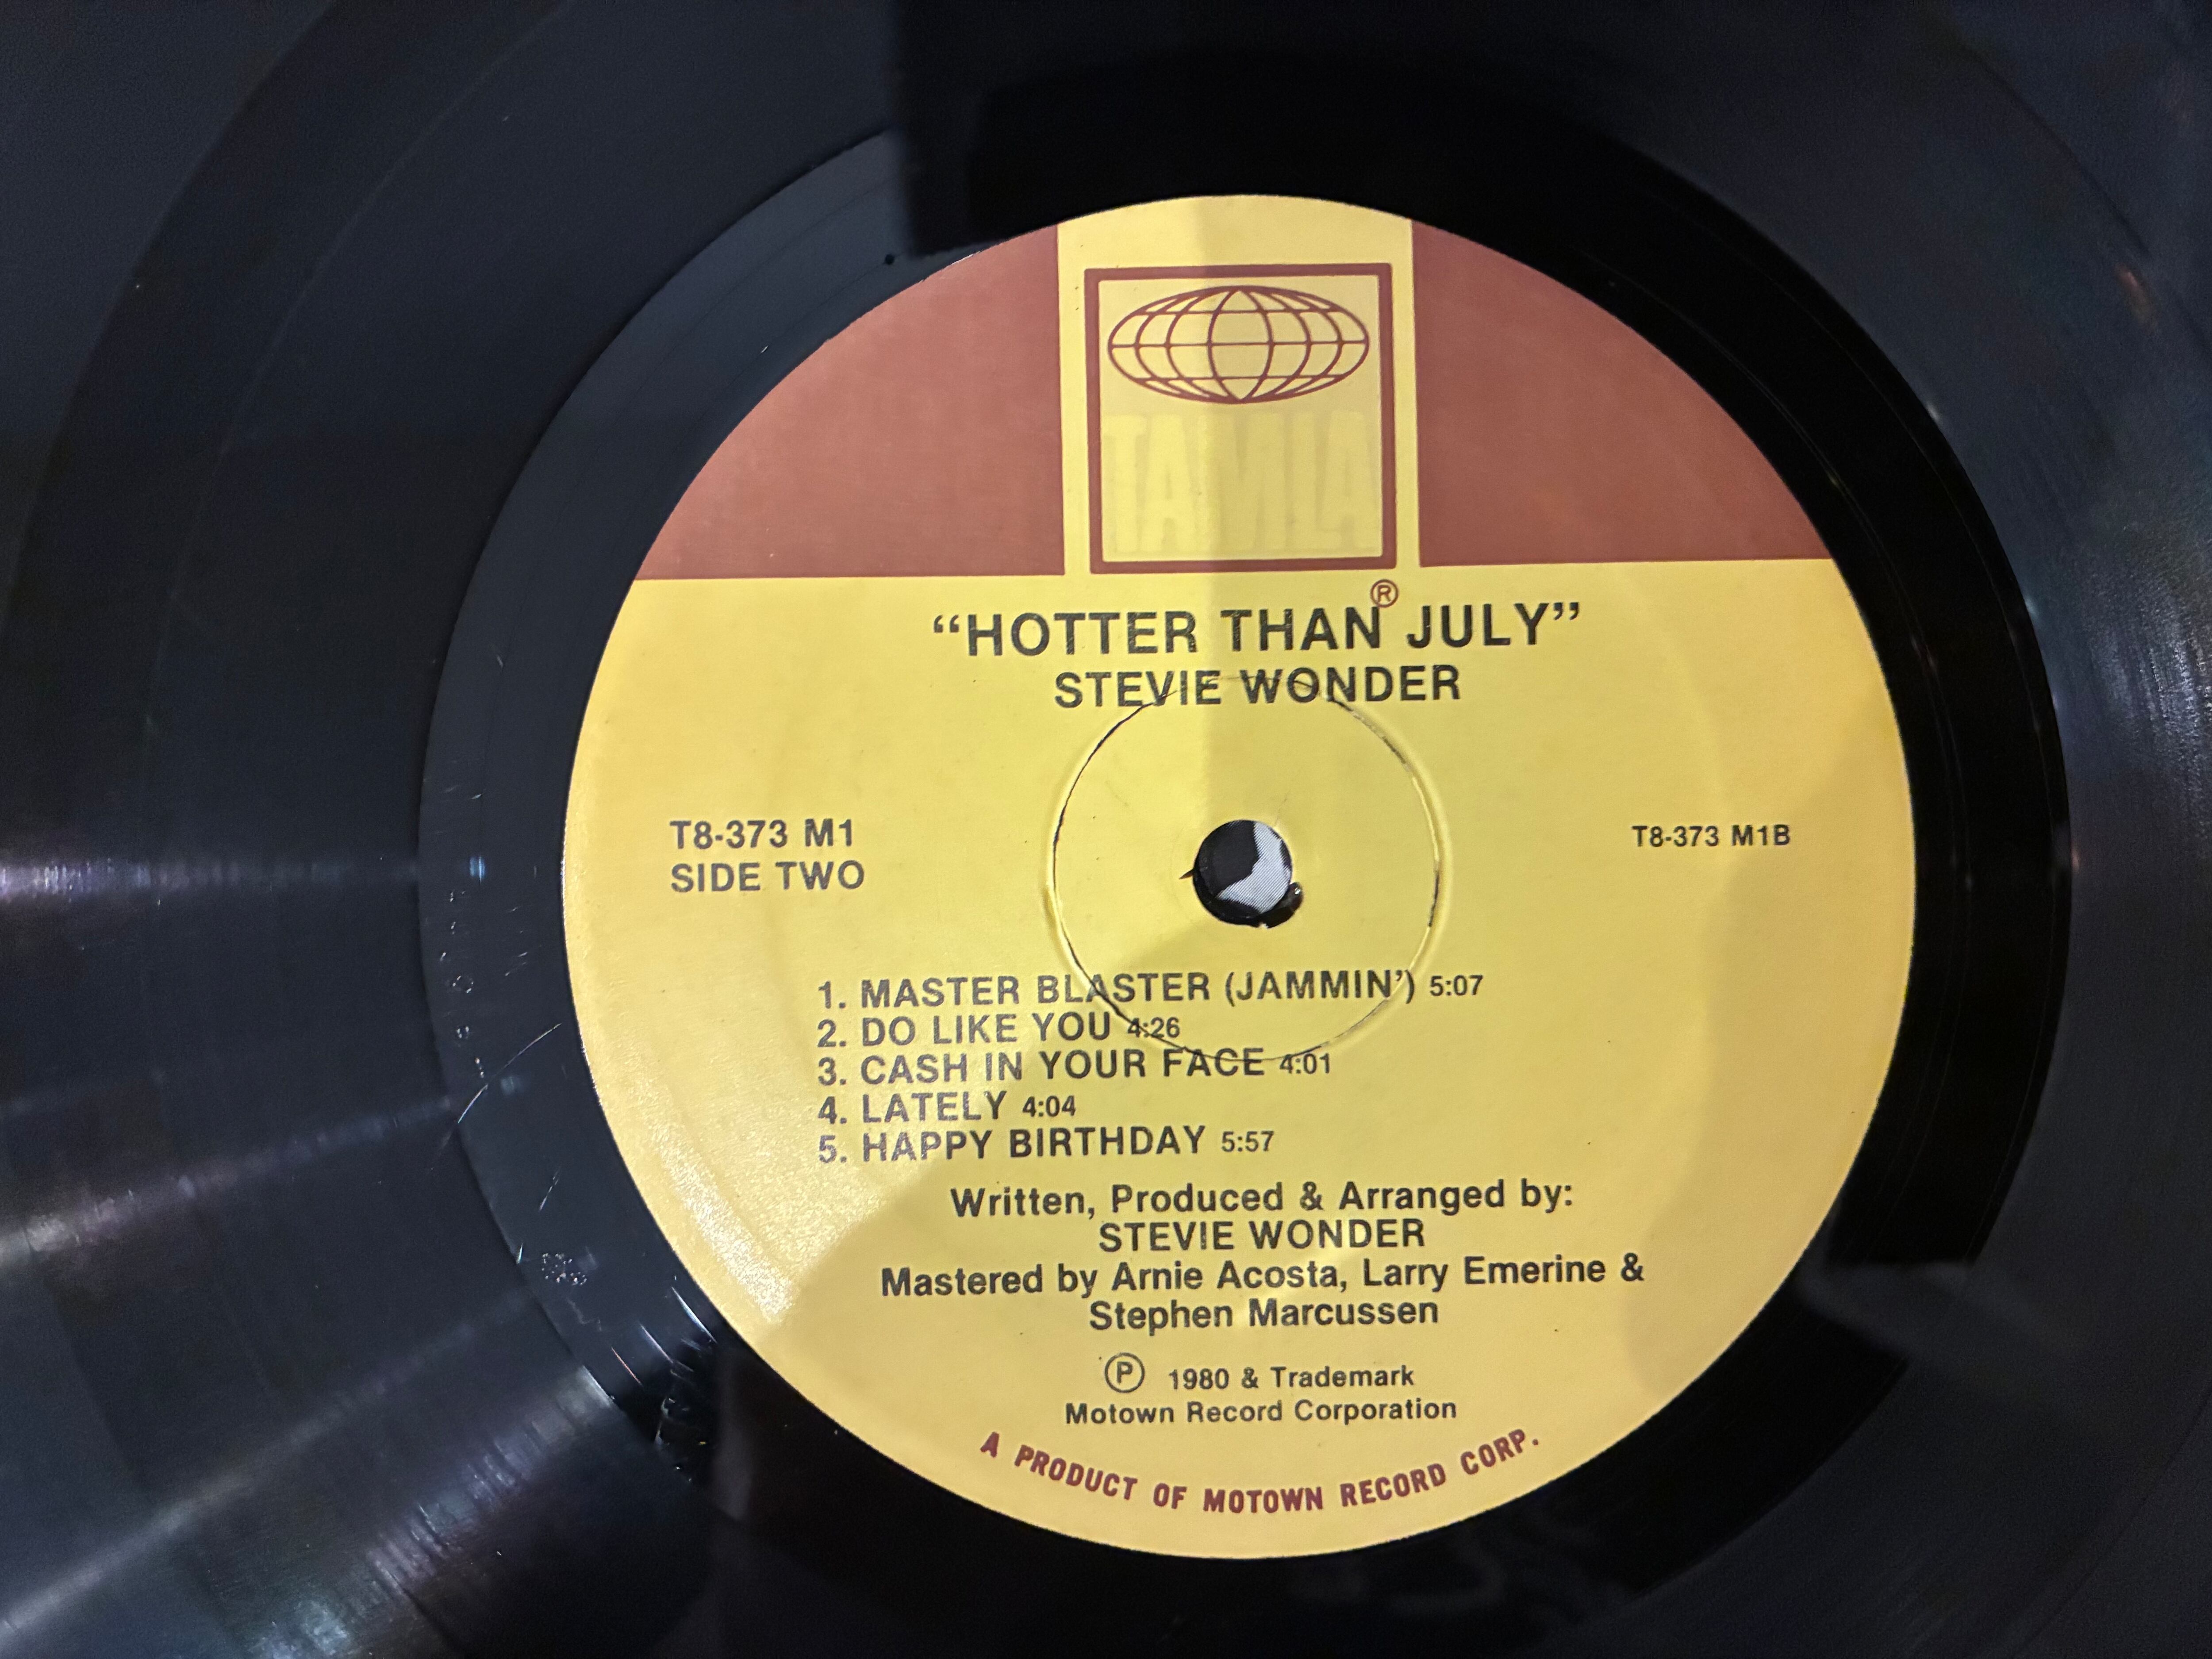 TAMLA
®
“HOTTER THAN JULY”
STEVIE WONDER
T8-373 M1
SIDE TWO
T8-373 M1B
1. MASTER BLASTER (JAMMIN’) 5:07
2. DO LIKE YOU 4:26
3. CASH IN YOUR FACE 4:01
4. LATELY 4:04
5. HAPPY BIRTHDAY 5:57
Written, Produced & Arranged by:
STEVIE WONDER
Mastered by Arnie Acosta, Larry Emerine &
Stephen Marcussen
Ⓟ 1980 & Trademark
Motown Record Corporation
A PRODUCT OF MOTOWN RECORD CORP.